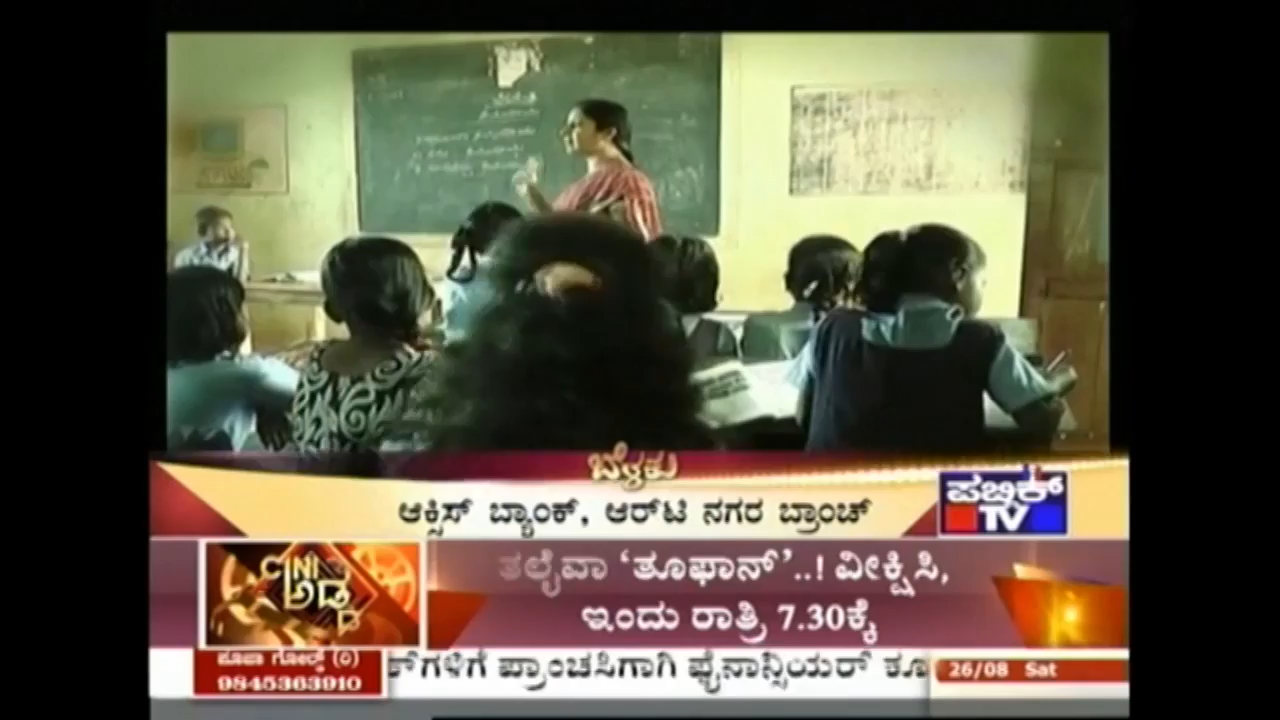 ಬೆಳಕು
ಆಕ್ಸಿಸ್ ಬ್ಯಾಂಕ್, ಆರ್‌ಟಿ ನಗರ ಬ್ರಾಂಚ್
ಪಬ್ಲಿಕ್
TV
CINI
ಅಡ್ಡ
ತಲೈವಾ ‘ತೂಫಾನ್’..! ವೀಕ್ಷಿಸಿ,
ಇಂದು ರಾತ್ರಿ 7.30ಕ್ಕೆ
ಪೂಜಾ ಗೋಲ್ಡ್ (ರಿ)
9845363910
ಕ್‌ಗಳಿಗೆ ಪ್ರಾಂಚಸಿಗಾಗಿ ಫೈನಾನ್ಸಿಯರ್ ಕೂ
26/08 Sat